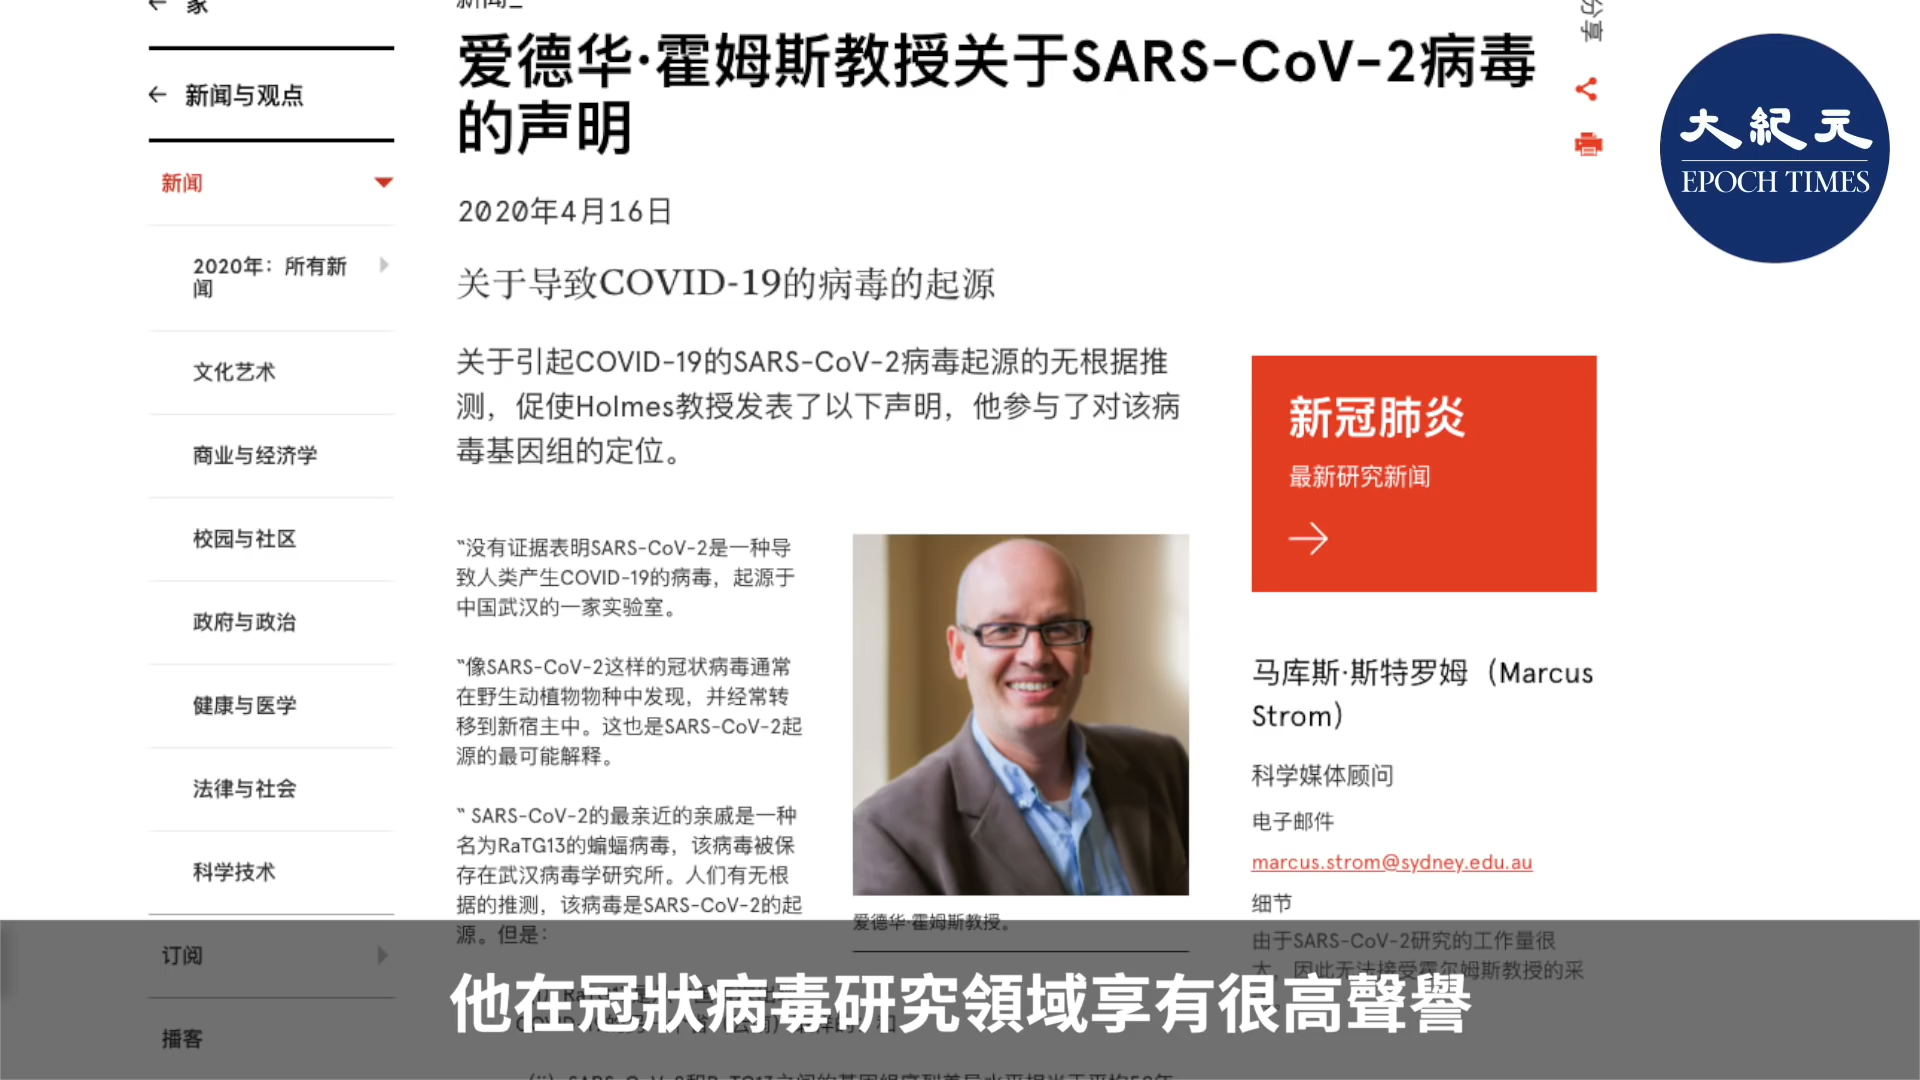 家
新闻_
爱德华·霍姆斯教授关于SARS-CoV-2病毒
的声明
分享
大紀元
EPOCH TIMES
新闻与观点
新闻
2020年：所有新
闻
文化艺术
商业与经济学
校园与社区
政府与政治
健康与医学
法律与社会
科学技术
订阅
播客
2020年4月16日
关于导致COVID-19的病毒的起源
关于引起COVID-19的SARS-CoV-2病毒起源的无根据推
测，促使Holmes教授发表了以下声明，他参与了对该病
毒基因组的定位。
“没有证据表明SARS-CoV-2是一种导
致人类产生COVID-19的病毒，起源于
中国武汉的一家实验室。
“像SARS-CoV-2这样的冠状病毒通常
在野生动植物物种中发现，并经常转
移到新宿主中。这也是SARS-CoV-2起
源的最可能解释。
“ SARS-CoV-2的最亲近的亲戚是一种
名为RaTG13的蝙蝠病毒，该病毒被保
存在武汉病毒学研究所。人们有无根
据的推测，该病毒是SARS-CoV-2的起
源。但是：
爱德华·霍姆斯教授。
新冠肺炎
最新研究新闻
马库斯·斯特罗姆（Marcus
Strom）
科学媒体顾问
电子邮件
marcus.strom@sydney.edu.au
细节
由于SARS-CoV-2研究的工作量很
大，因此无法接受霍尔姆斯教授的采
他在冠狀病毒研究領域享有很高聲譽